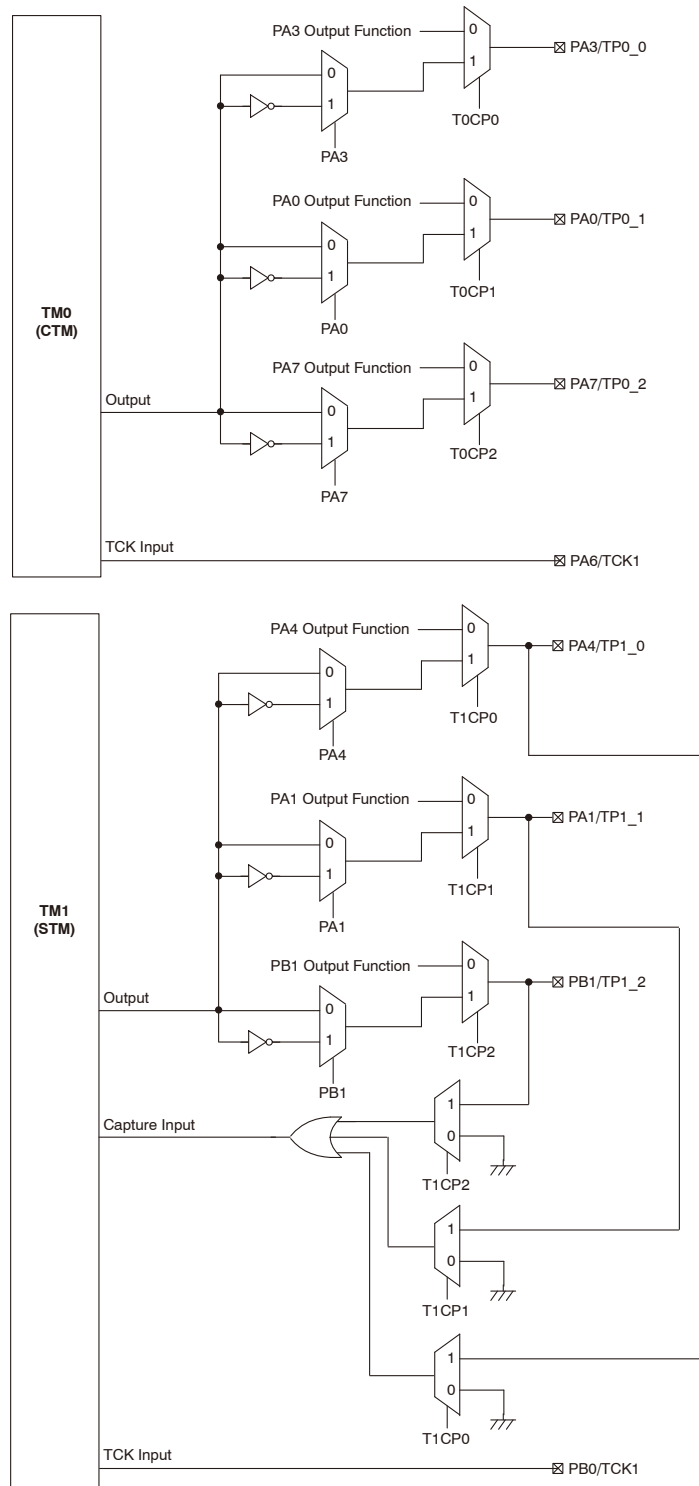 PA3 Output Function
0
1
PA3/TP0_0
0
1
T0CP0
PA3
PA0 Output Function
0
1
PA0/TP0_1
0
1
T0CP1
PA0
TM0
(CTM)
PA7 Output Function
0
1
PA7/TP0_2
Output
0
1
T0CP2
PA7
TCK Input
PA6/TCK1
PA4 Output Function
0
1
PA4/TP1_0
0
1
T1CP0
PA4
PA1 Output Function
0
1
PA1/TP1_1
0
1
T1CP1
PA1
TM1
(STM)
PB1 Output Function
0
1
PB1/TP1_2
Output
0
1
T1CP2
PB1
Capture Input
1
0
T1CP2
1
0
T1CP1
1
0
T1CP0
TCK Input
PB0/TCK1